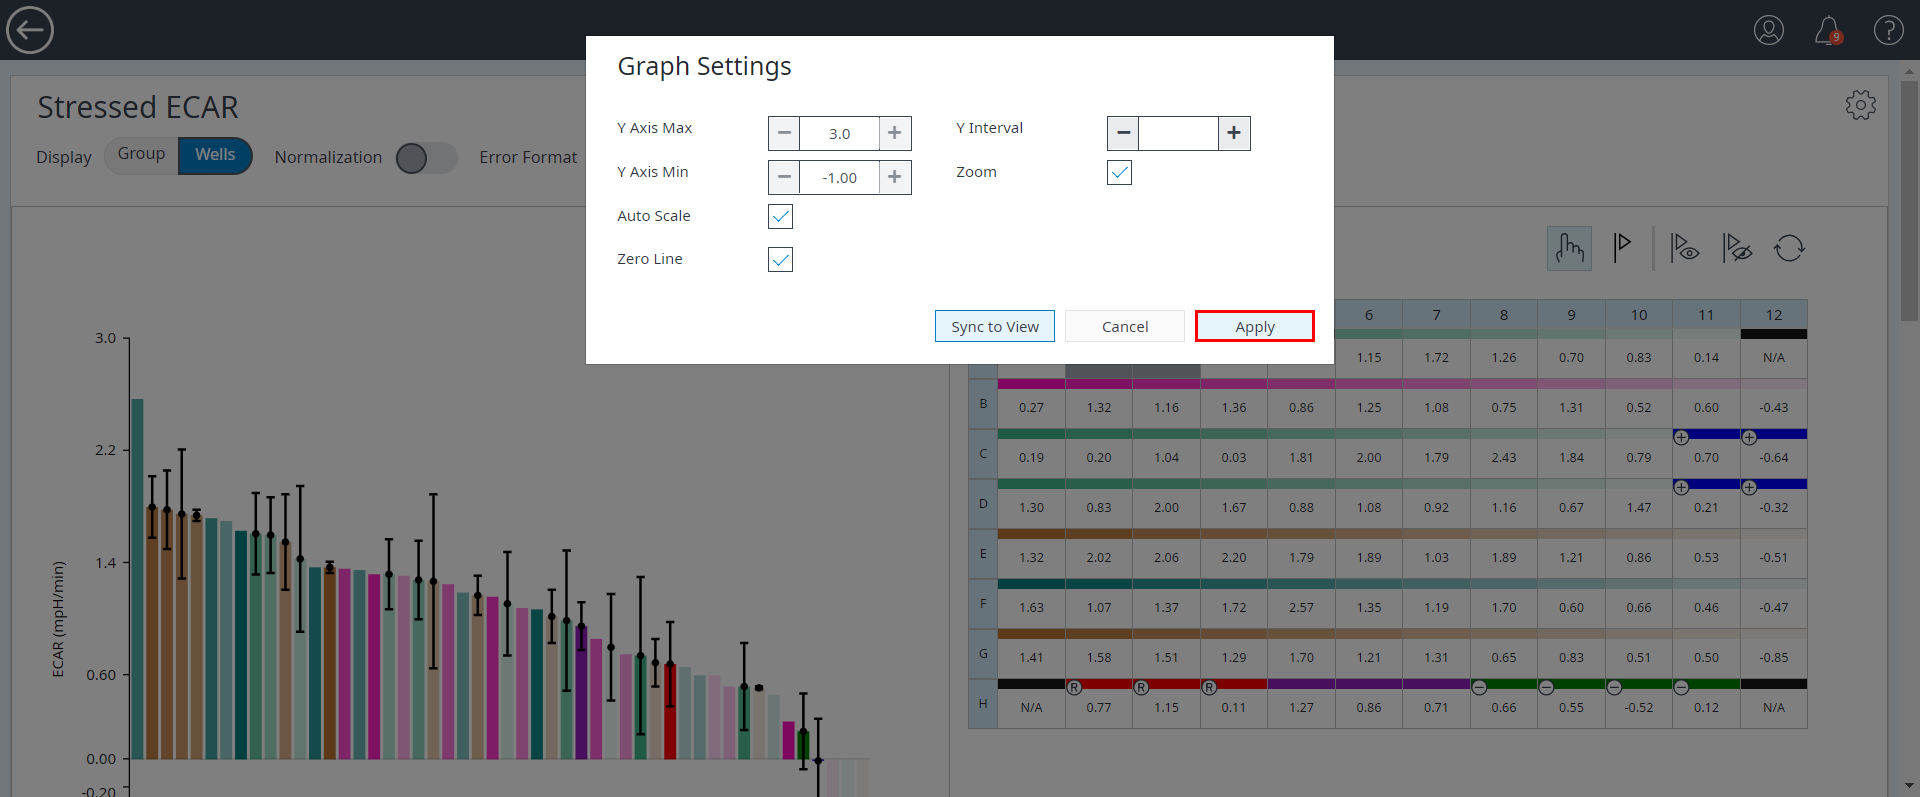 9
?
Graph Settings
Y Axis Max − 3.0 + Y Interval − +
Y Axis Min − -1.00 + Zoom
Auto Scale
Zero Line
Sync to View Cancel Apply
Stressed ECAR
Display Group Wells Normalization Error Format
ECAR (mpH/min)
3.0
2.2
1.4
0.60
0.00
-0.20
6 7 8 9 10 11 12
1.15 1.72 1.26 0.70 0.83 0.14 N/A
B 0.27 1.32 1.16 1.36 0.86 1.25 1.08 0.75 1.31 0.52 0.60 -0.43
+ +
C 0.19 0.20 1.04 0.03 1.81 2.00 1.79 2.43 1.84 0.79 0.70 -0.64
+ +
D 1.30 0.83 2.00 1.67 0.88 1.08 0.92 1.16 0.67 1.47 0.21 -0.32
E 1.32 2.02 2.06 2.20 1.79 1.89 1.03 1.89 1.21 0.86 0.53 -0.51
F 1.63 1.07 1.37 1.72 2.57 1.35 1.19 1.70 0.60 0.66 0.46 -0.47
G 1.41 1.58 1.51 1.29 1.70 1.21 1.31 0.65 0.83 0.51 0.50 -0.85
R R R − − − −
H N/A 0.77 1.15 0.11 1.27 0.86 0.71 0.66 0.55 -0.52 0.12 N/A